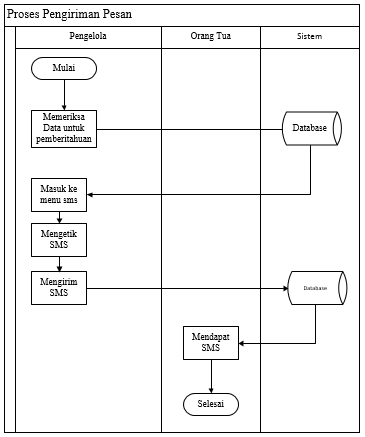 Proses Pengiriman Pesan
Pengelola
Orang Tua
Sistem
Mulai
Memeriksa
Data untuk
pemberitahuan
Database
Masuk ke
menu sms
Mengetik
SMS
Mengirim
SMS
Database
Mendapat
SMS
Selesai